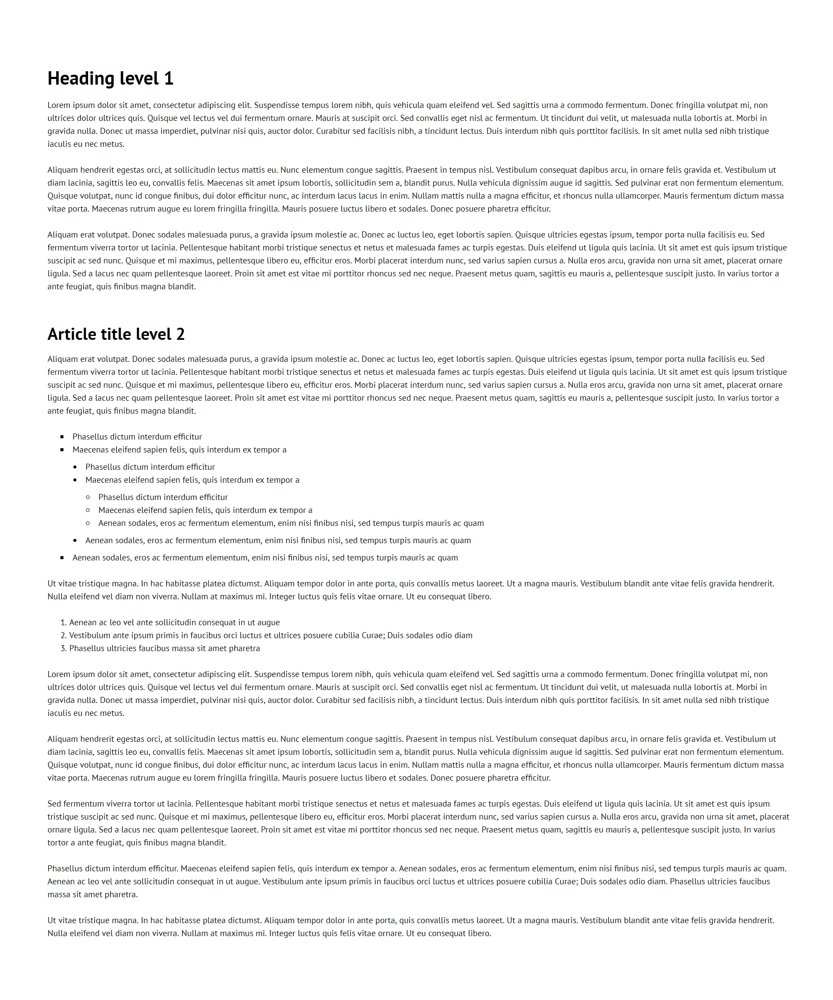 Heading level 1
Lorem ipsum dolor sit amet, consectetur adipiscing elit. Suspendisse tempus lorem nibh, quis vehicula quam eleifend vel. Sed sagittis urna a commodo fermentum. Donec fringilla volutpat mi, non
ultrices dolor ultrices quis. Quisque vel lectus vel dui fermentum ornare. Mauris at suscipit orci. Sed convallis eget nisl ac fermentum. Ut tincidunt dui velit, ut malesuada nulla lobortis at. Morbi in
gravida nulla. Donec ut massa imperdiet, pulvinar nisi quis, auctor dolor. Curabitur sed facilisis nibh, a tincidunt lectus. Duis interdum nibh quis porttitor facilisis. In sit amet nulla sed nibh tristique
iaculis eu nec metus.
Aliquam hendrerit egestas orci, at sollicitudin lectus mattis eu. Nunc elementum congue sagittis. Praesent in tempus nisl. Vestibulum consequat dapibus arcu, in ornare felis gravida et. Vestibulum ut
diam lacinia, sagittis leo eu, convallis felis. Maecenas sit amet ipsum lobortis, sollicitudin sem a, blandit purus. Nulla vehicula dignissim augue id sagittis. Sed pulvinar erat non fermentum elementum.
Quisque volutpat, nunc id congue finibus, dui dolor efficitur nunc, ac interdum lacus lacus in enim. Nullam mattis nulla a magna efficitur, et rhoncus nulla ullamcorper. Mauris fermentum dictum massa
vitae porta. Maecenas rutrum augue eu lorem fringilla fringilla. Mauris posuere luctus libero et sodales. Donec posuere pharetra efficitur.
Aliquam erat volutpat. Donec sodales malesuada purus, a gravida ipsum molestie ac. Donec ac luctus leo, eget lobortis sapien. Quisque ultricies egestas ipsum, tempor porta nulla facilisis eu. Sed
fermentum viverra tortor ut lacinia. Pellentesque habitant morbi tristique senectus et netus et malesuada fames ac turpis egestas. Duis eleifend ut ligula quis lacinia. Ut sit amet est quis ipsum tristique
suscipit ac sed nunc. Quisque et mi maximus, pellentesque libero eu, efficitur eros. Morbi placerat interdum nunc, sed varius sapien cursus a. Nulla eros arcu, gravida non urna sit amet, placerat ornare
ligula. Sed a lacus nec quam pellentesque laoreet. Proin sit amet est vitae mi porttitor rhoncus sed nec neque. Praesent metus quam, sagittis eu mauris a, pellentesque suscipit justo. In varius tortor a
ante feugiat, quis finibus magna blandit.
Article title level 2
Aliquam erat volutpat. Donec sodales malesuada purus, a gravida ipsum molestie ac. Donec ac luctus leo, eget lobortis sapien. Quisque ultricies egestas ipsum, tempor porta nulla facilisis eu. Sed
fermentum viverra tortor ut lacinia. Pellentesque habitant morbi tristique senectus et netus et malesuada fames ac turpis egestas. Duis eleifend ut ligula quis lacinia. Ut sit amet est quis ipsum tristique
suscipit ac sed nunc. Quisque et mi maximus, pellentesque libero eu, efficitur eros. Morbi placerat interdum nunc, sed varius sapien cursus a. Nulla eros arcu, gravida non urna sit amet, placerat ornare
ligula. Sed a lacus nec quam pellentesque laoreet. Proin sit amet est vitae mi porttitor rhoncus sed nec neque. Praesent metus quam, sagittis eu mauris a, pellentesque suscipit justo. In varius tortor a
ante feugiat, quis finibus magna blandit.
▪ Phasellus dictum interdum efficitur
▪ Maecenas eleifend sapien felis, quis interdum ex tempor a
• Phasellus dictum interdum efficitur
• Maecenas eleifend sapien felis, quis interdum ex tempor a
◦ Phasellus dictum interdum efficitur
◦ Maecenas eleifend sapien felis, quis interdum ex tempor a
◦ Aenean sodales, eros ac fermentum elementum, enim nisi finibus nisi, sed tempus turpis mauris ac quam
• Aenean sodales, eros ac fermentum elementum, enim nisi finibus nisi, sed tempus turpis mauris ac quam
▪ Aenean sodales, eros ac fermentum elementum, enim nisi finibus nisi, sed tempus turpis mauris ac quam
Ut vitae tristique magna. In hac habitasse platea dictumst. Aliquam tempor dolor in ante porta, quis convallis metus laoreet. Ut a magna mauris. Vestibulum blandit ante vitae felis gravida hendrerit.
Nulla eleifend vel diam non viverra. Nullam at maximus mi. Integer luctus quis felis vitae ornare. Ut eu consequat libero.
1. Aenean ac leo vel ante sollicitudin consequat in ut augue
2. Vestibulum ante ipsum primis in faucibus orci luctus et ultrices posuere cubilia Curae; Duis sodales odio diam
3. Phasellus ultricies faucibus massa sit amet pharetra
Lorem ipsum dolor sit amet, consectetur adipiscing elit. Suspendisse tempus lorem nibh, quis vehicula quam eleifend vel. Sed sagittis urna a commodo fermentum. Donec fringilla volutpat mi, non
ultrices dolor ultrices quis. Quisque vel lectus vel dui fermentum ornare. Mauris at suscipit orci. Sed convallis eget nisl ac fermentum. Ut tincidunt dui velit, ut malesuada nulla lobortis at. Morbi in
gravida nulla. Donec ut massa imperdiet, pulvinar nisi quis, auctor dolor. Curabitur sed facilisis nibh, a tincidunt lectus. Duis interdum nibh quis porttitor facilisis. In sit amet nulla sed nibh tristique
iaculis eu nec metus.
Aliquam hendrerit egestas orci, at sollicitudin lectus mattis eu. Nunc elementum congue sagittis. Praesent in tempus nisl. Vestibulum consequat dapibus arcu, in ornare felis gravida et. Vestibulum ut
diam lacinia, sagittis leo eu, convallis felis. Maecenas sit amet ipsum lobortis, sollicitudin sem a, blandit purus. Nulla vehicula dignissim augue id sagittis. Sed pulvinar erat non fermentum elementum.
Quisque volutpat, nunc id congue finibus, dui dolor efficitur nunc, ac interdum lacus lacus in enim. Nullam mattis nulla a magna efficitur, et rhoncus nulla ullamcorper. Mauris fermentum dictum massa
vitae porta. Maecenas rutrum augue eu lorem fringilla fringilla. Mauris posuere luctus libero et sodales. Donec posuere pharetra efficitur.
Sed fermentum viverra tortor ut lacinia. Pellentesque habitant morbi tristique senectus et netus et malesuada fames ac turpis egestas. Duis eleifend ut ligula quis lacinia. Ut sit amet est quis ipsum
tristique suscipit ac sed nunc. Quisque et mi maximus, pellentesque libero eu, efficitur eros. Morbi placerat interdum nunc, sed varius sapien cursus a. Nulla eros arcu, gravida non urna sit amet, placerat
ornare ligula. Sed a lacus nec quam pellentesque laoreet. Proin sit amet est vitae mi porttitor rhoncus sed nec neque. Praesent metus quam, sagittis eu mauris a, pellentesque suscipit justo. In varius
tortor a ante feugiat, quis finibus magna blandit.
Phasellus dictum interdum efficitur. Maecenas eleifend sapien felis, quis interdum ex tempor a. Aenean sodales, eros ac fermentum elementum, enim nisi finibus nisi, sed tempus turpis mauris ac quam.
Aenean ac leo vel ante sollicitudin consequat in ut augue. Vestibulum ante ipsum primis in faucibus orci luctus et ultrices posuere cubilia Curae; Duis sodales odio diam. Phasellus ultricies faucibus
massa sit amet pharetra.
Ut vitae tristique magna. In hac habitasse platea dictumst. Aliquam tempor dolor in ante porta, quis convallis metus laoreet. Ut a magna mauris. Vestibulum blandit ante vitae felis gravida hendrerit.
Nulla eleifend vel diam non viverra. Nullam at maximus mi. Integer luctus quis felis vitae ornare. Ut eu consequat libero.